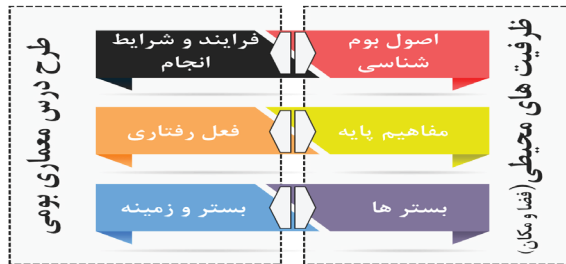 ظرفیت های محیطی (فضا و مکان)
اصول بوم
شناسی
مفاهیم پایه
بستر ها
فرایند و شرایط
انجام
فعل رفتاری
بستر و زمینه
طرح درس معماری بومی